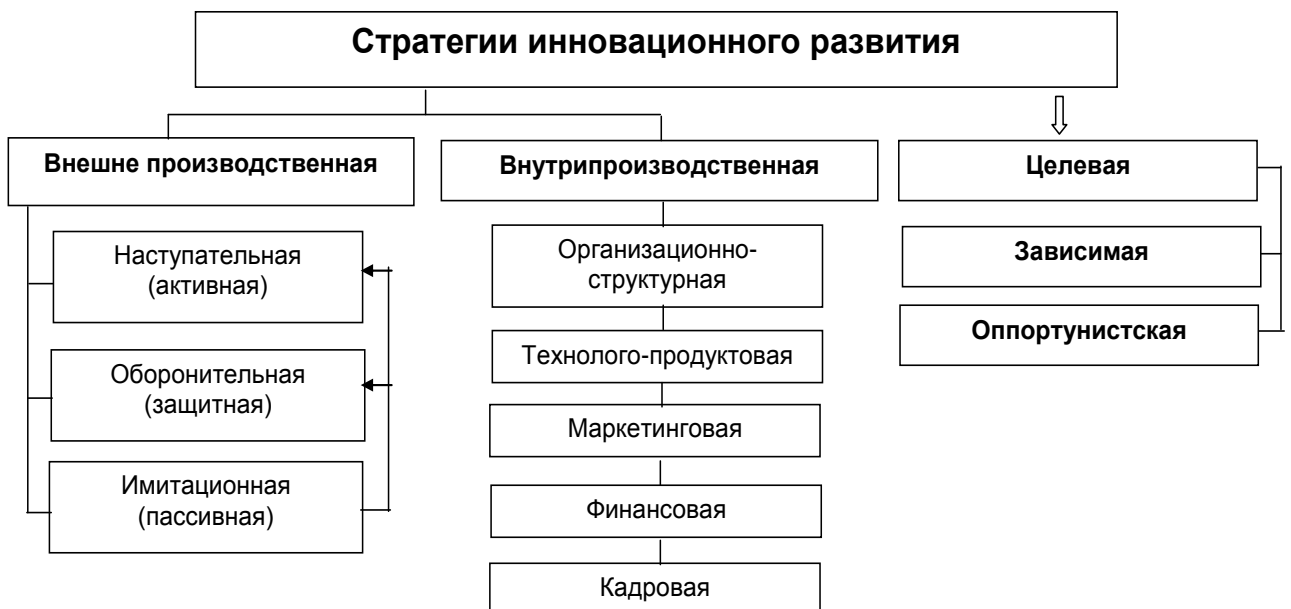 Стратегии инновационного развития
Внешне производственная
Наступательная
(активная)
Оборонительная
(защитная)
Имитационная
(пассивная)
Внутрипроизводственная
Организационно-
структурная
Технолого-продуктовая
Маркетинговая
Финансовая
Кадровая
Целевая
Зависимая
Оппортунистская